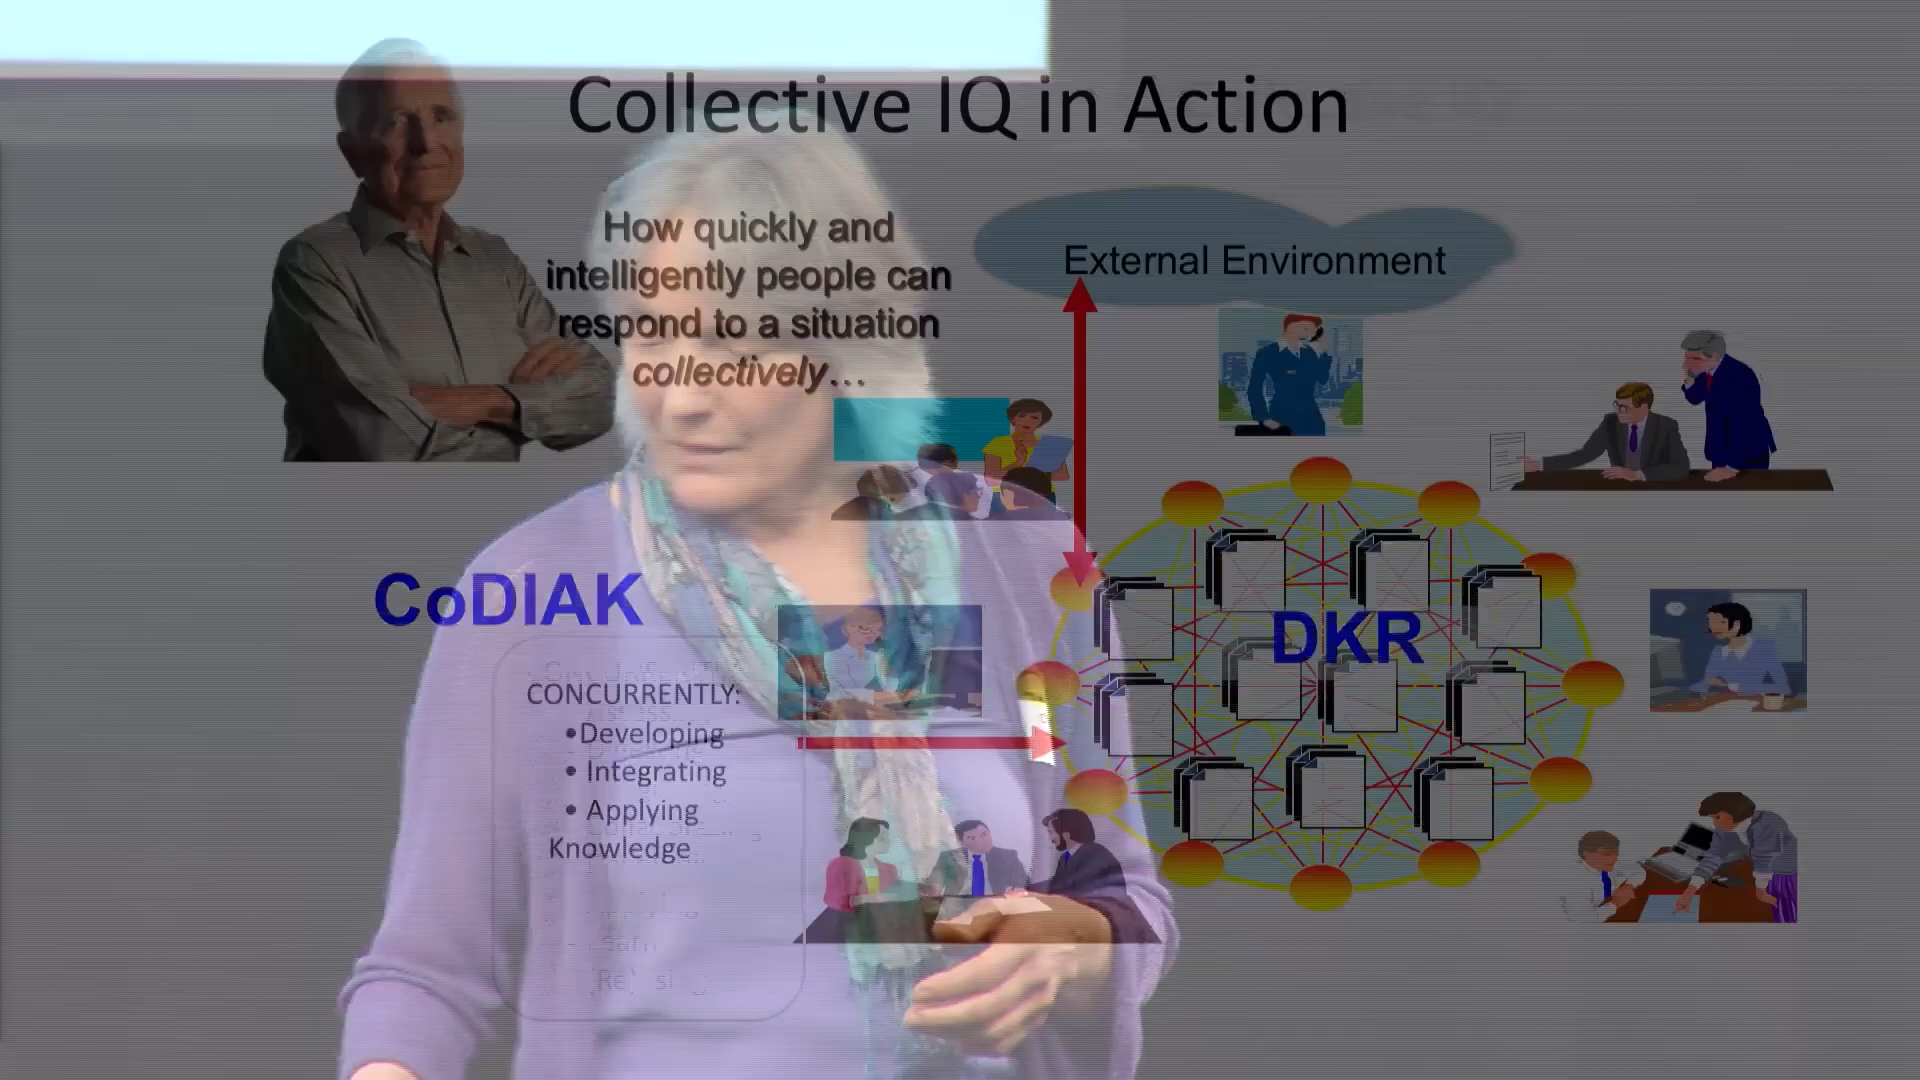 Collective IQ in Action
How quickly and
intelligently people can
respond to a situation
collectively…
External Environment
CoDIAK
DKR
CONCURRENTLY:
•Developing
• Integrating
• Applying
Knowledge